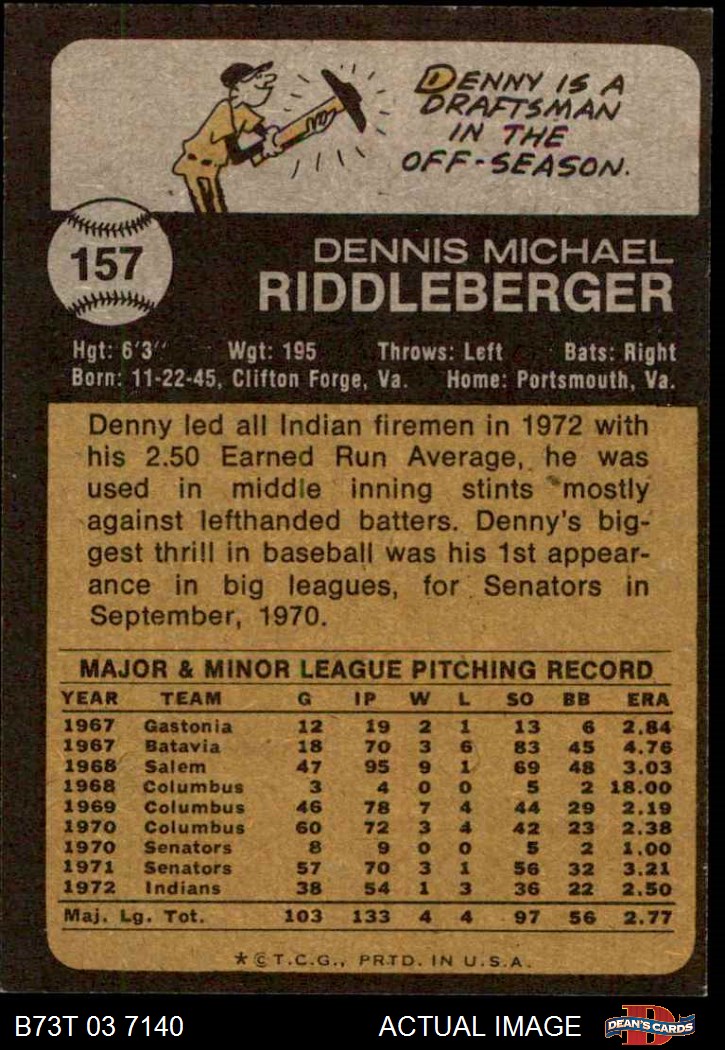 DENNY IS A
DRAFTSMAN
IN THE
OFF-SEASON.
157
DENNIS MICHAEL
RIDDLEBERGER
Hgt: 6'3" Wgt: 195 Throws: Left Bats: Right
Born: 11-22-45, Clifton Forge, Va. Home: Portsmouth, Va.
Denny led all Indian firemen in 1972 with
his 2.50 Earned Run Average, he was
used in middle inning stints mostly
against lefthanded batters. Denny's big-
gest thrill in baseball was his 1st appear-
ance in big leagues, for Senators in
September, 1970.
MAJOR & MINOR LEAGUE PITCHING RECORD
YEAR TEAM G IP W L SO BB ERA
1967 Gastonia 12 19 2 1 13 6 2.84
1967 Batavia 18 70 3 6 83 45 4.76
1968 Salem 47 95 9 1 69 48 3.03
1968 Columbus 3 4 0 0 5 2 18.00
1969 Columbus 46 78 7 4 44 29 2.19
1970 Columbus 60 72 3 4 42 23 2.38
1970 Senators 8 9 0 0 5 2 1.00
1971 Senators 57 70 3 1 56 32 3.21
1972 Indians 38 54 1 3 36 22 2.50
Maj. Lg. Tot. 103 133 4 4 97 56 2.77
*© T.C.G., PRTD. IN U.S.A.
B73T 03 7140 ACTUAL IMAGE DEAN'S CARDS